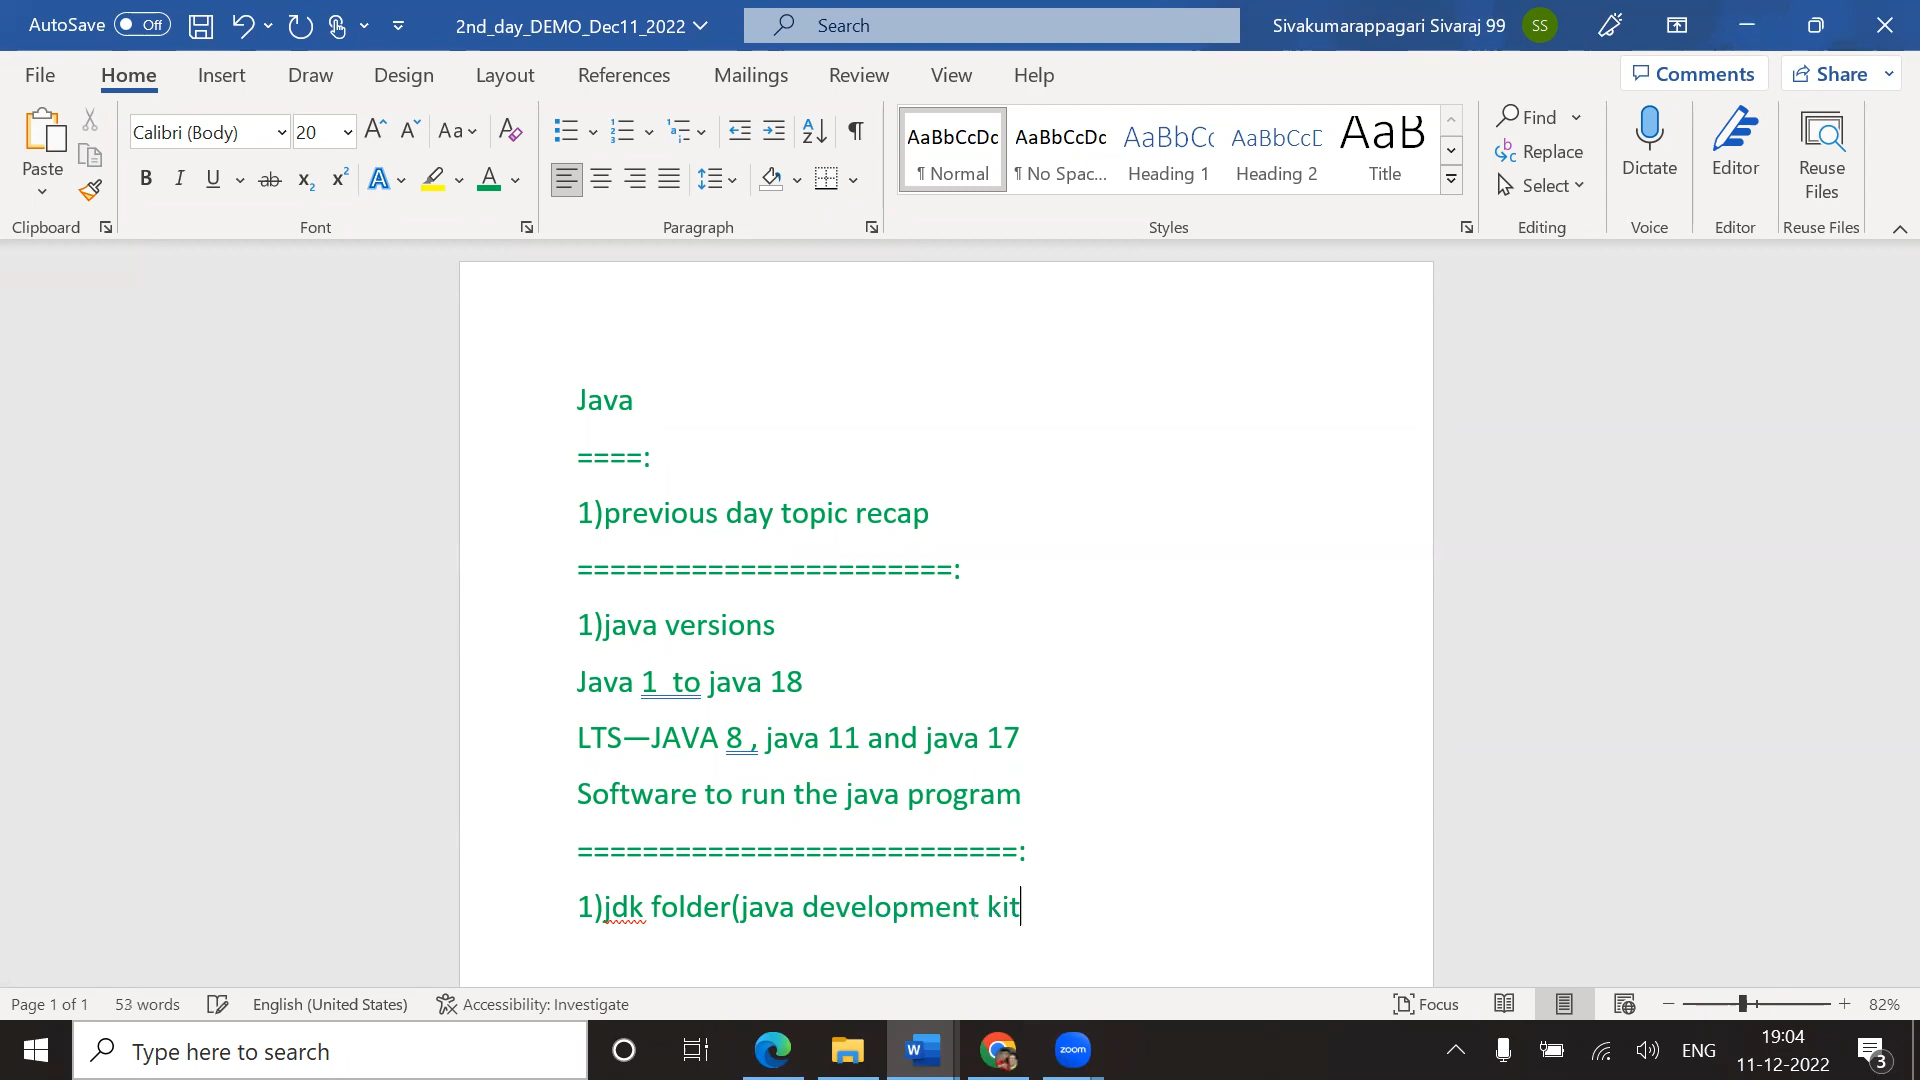 AutoSave Off 2nd_day_DEMO_Dec11_2022 Search Sivakumarappagari Sivaraj 99 SS
File Home Insert Draw Design Layout References Mailings Review View Help Comments Share
Paste
Calibri (Body) 20 Aa
AaBbCcDc AaBbCcDc AaBbCc AaBbCcD AaB
¶ Normal ¶ No Spac... Heading 1 Heading 2 Title
Find
Replace
Select
Dictate
Editor
Reuse
Files
Clipboard Font Paragraph Styles Editing Voice Editor Reuse Files
Java
====:
1)previous day topic recap
=======================:
1)java versions
Java 1  to java 18
LTS—JAVA 8 , java 11 and java 17
Software to run the java program
===========================:
1)jdk folder(java development kit
Page 1 of 1 53 words English (United States) Accessibility: Investigate Focus 82%
Type here to search zoom ENG 19:04
11-12-2022 3